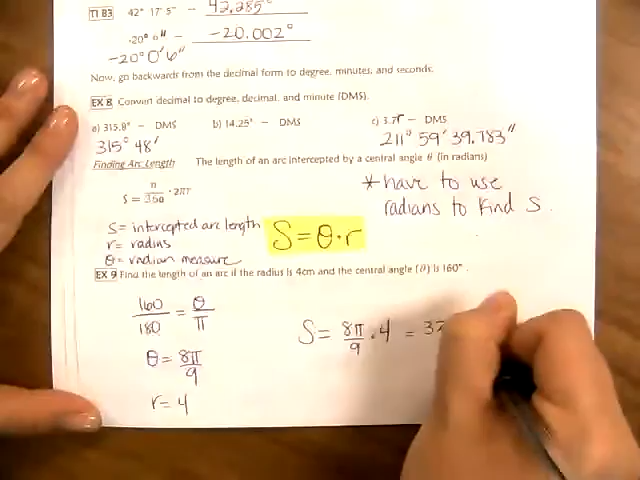 TI 83 42° 17' 5" – 42.285°
-20° 0" – -20.002°
-20° 0' 6"
Now, go backwards from the decimal form to degree, minutes, and seconds.
EX 8 Convert decimal to degree, decimal, and minute (DMS).
a) 315.8° – DMS b) 14.25° – DMS c) 3.7r – DMS
315° 48' 211° 59' 39.783"
Finding Arc Length The length of an arc intercepted by a central angle θ (in radians)
S = n/360 · 2πr
* have to use
radians to find S.
S = intercepted arc length
r = radius
θ = radian measure
S = θ · r
EX 9 Find the length of an arc if the radius is 4cm and the central angle (θ) is 160°.
160/180 = θ/π
θ = 8π/9
r = 4
S = 8π/9 · 4 = 32